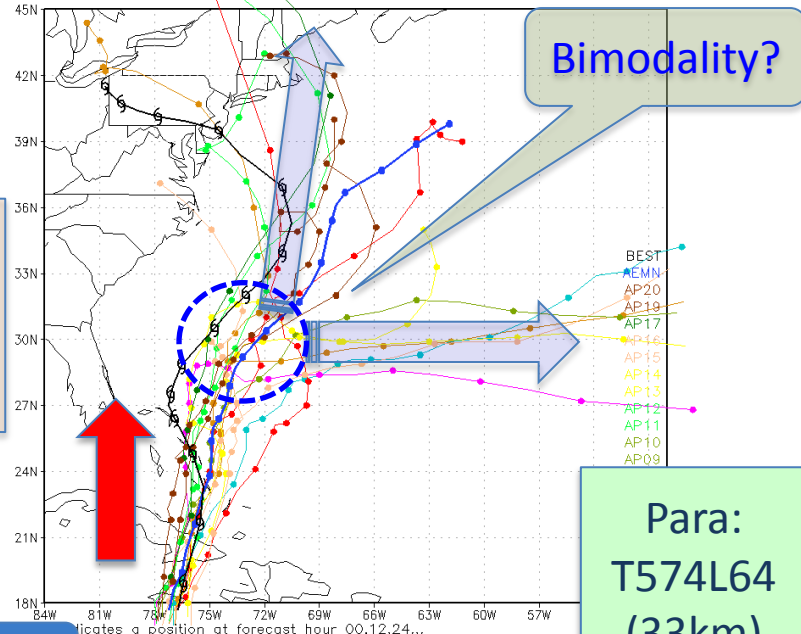 45N
42N
39N
36N
33N
30N
27N
24N
21N
18N
84W 81W 78W 75W 72W 69W 66W 63W 60W 57W
Bimodality?
BEST
AEMN
AP20
AP19
AP17
AP16
AP15
AP14
AP13
AP12
AP11
AP10
AP09
Para:
T574L64
(33km)
dicates a position at forecast hour 00,12,24...